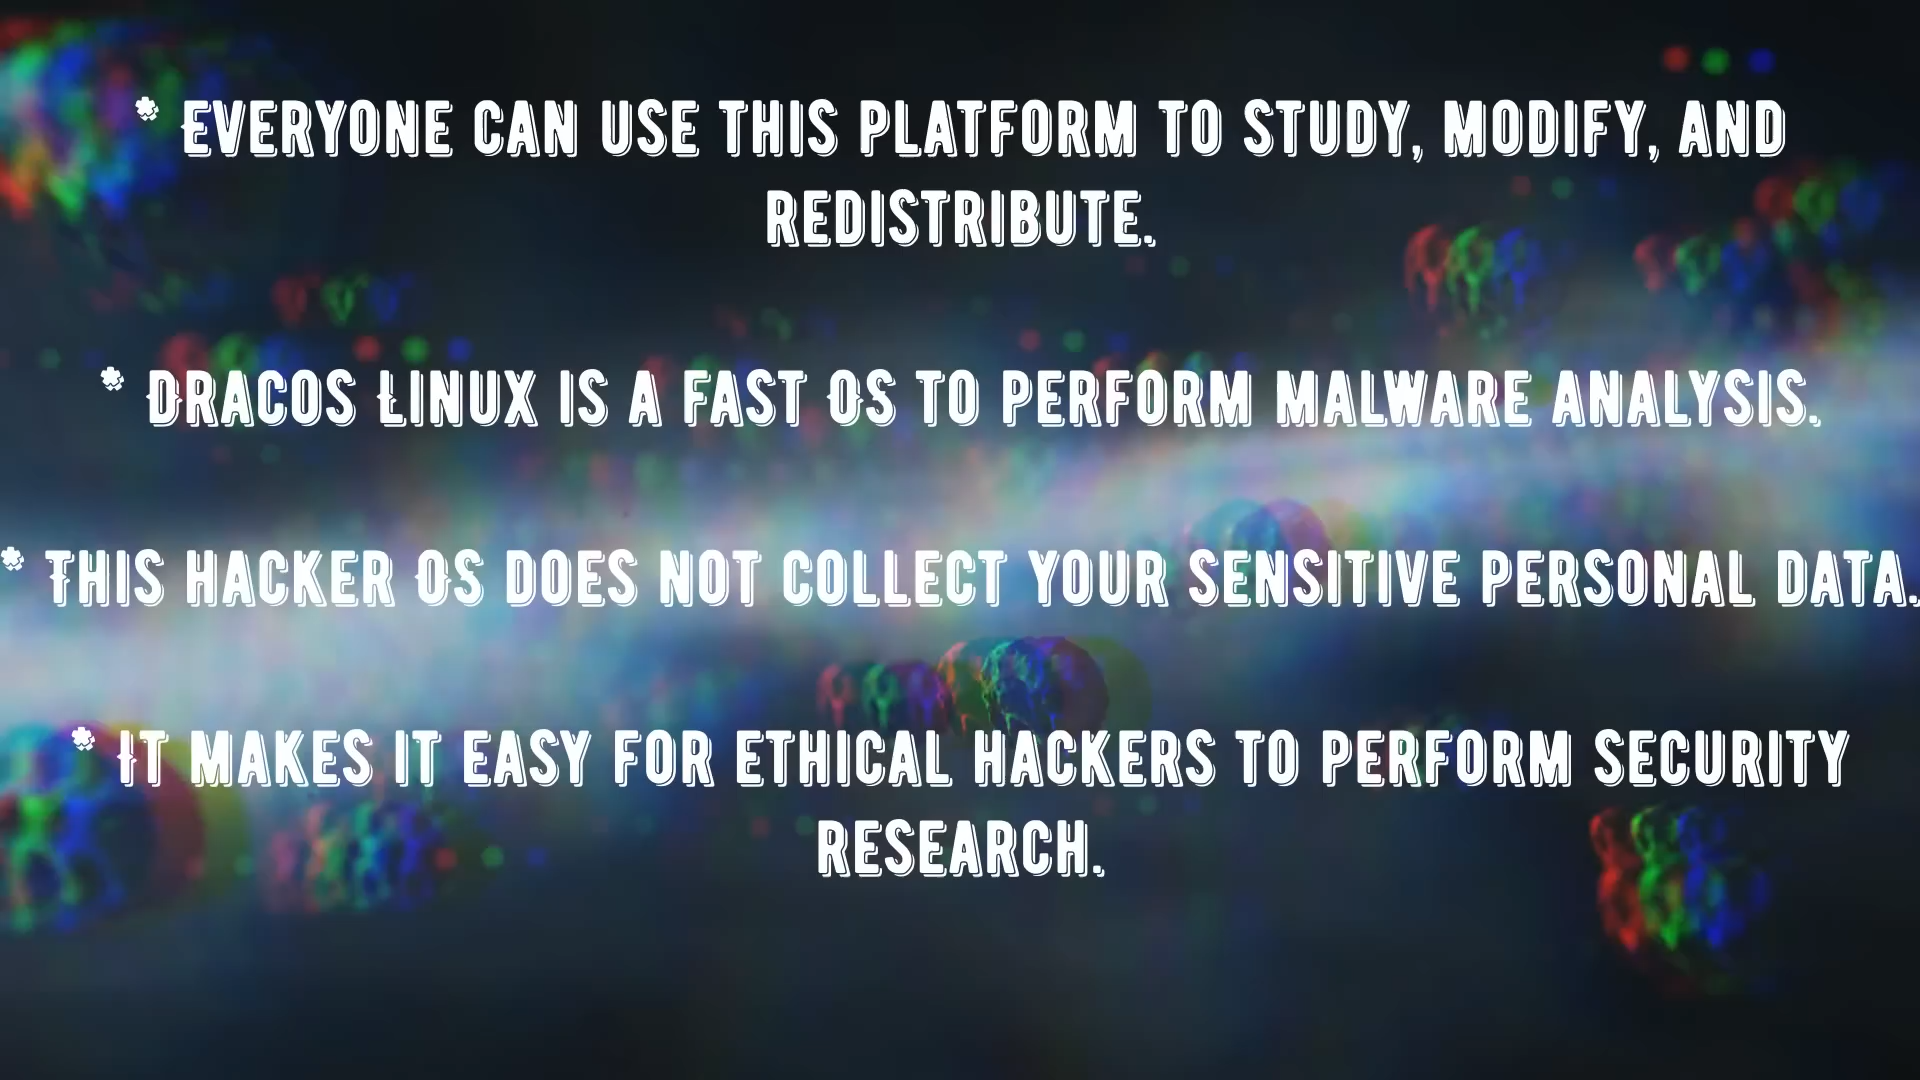 * Everyone can use this platform to study, modify, and
redistribute.
* Dracos Linux is a fast OS to perform malware analysis.
* This hacker OS does not collect your sensitive personal data.
* It makes it easy for ethical hackers to perform security
research.